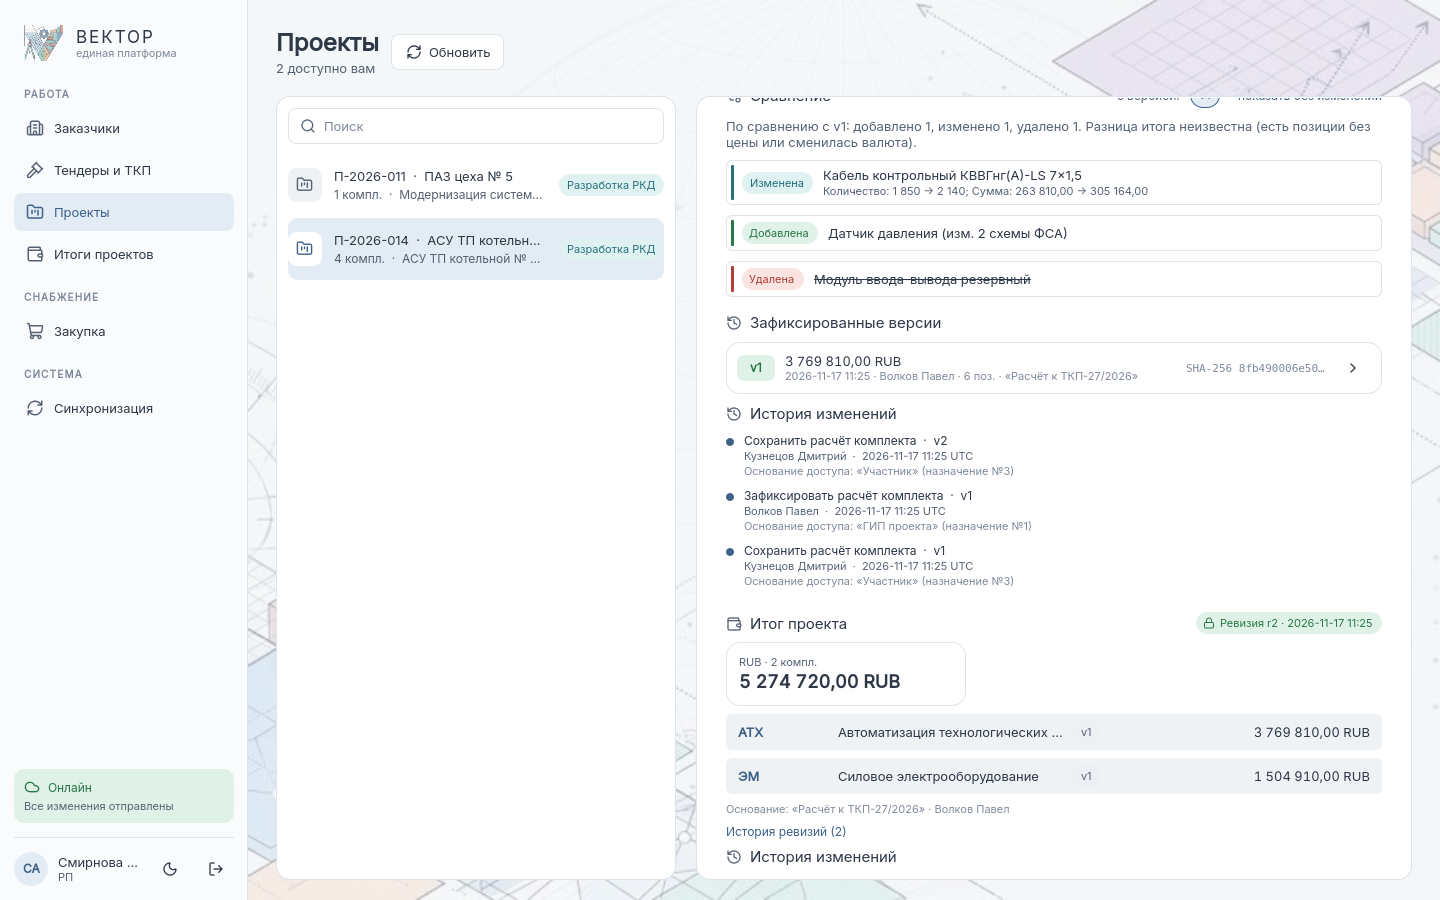 ВЕКТОР
единая платформа
РАБОТА
Заказчики
Тендеры и ТКП
Проекты
Итоги проектов
СНАБЖЕНИЕ
Закупка
СИСТЕМА
Синхронизация
Онлайн
Все изменения отправлены
СА
Смирнова ...
РП
Проекты
2 доступно вам
Обновить
Поиск
П-2026-011 · ПАЗ цеха № 5
1 компл. · Модернизация систем...
Разработка РКД
П-2026-014 · АСУ ТП котельн...
4 компл. · АСУ ТП котельной № ...
Разработка РКД
Сравнение
с версией:
показать без изменений
По сравнению с v1: добавлено 1, изменено 1, удалено 1. Разница итога неизвестна (есть позиции без
цены или сменилась валюта).
Изменена
Кабель контрольный КВВГнг(А)-LS 7×1,5
Количество: 1 850 → 2 140; Сумма: 263 810,00 → 305 164,00
Добавлена
Датчик давления (изм. 2 схемы ФСА)
Удалена
Модуль ввода-вывода резервный
Зафиксированные версии
v1
3 769 810,00 RUB
2026-11-17 11:25 · Волков Павел · 6 поз. · «Расчёт к ТКП-27/2026»
SHA-256 8fb490006e50…
История изменений
Сохранить расчёт комплекта · v2
Кузнецов Дмитрий · 2026-11-17 11:25 UTC
Основание доступа: «Участник» (назначение №3)
Зафиксировать расчёт комплекта · v1
Волков Павел · 2026-11-17 11:25 UTC
Основание доступа: «ГИП проекта» (назначение №1)
Сохранить расчёт комплекта · v1
Кузнецов Дмитрий · 2026-11-17 11:25 UTC
Основание доступа: «Участник» (назначение №3)
Итог проекта
Ревизия r2 · 2026-11-17 11:25
RUB · 2 компл.
5 274 720,00 RUB
АТХ
Автоматизация технологических ...
v1
3 769 810,00 RUB
ЭМ
Силовое электрооборудование
v1
1 504 910,00 RUB
Основание: «Расчёт к ТКП-27/2026» · Волков Павел
История ревизий (2)
История изменений